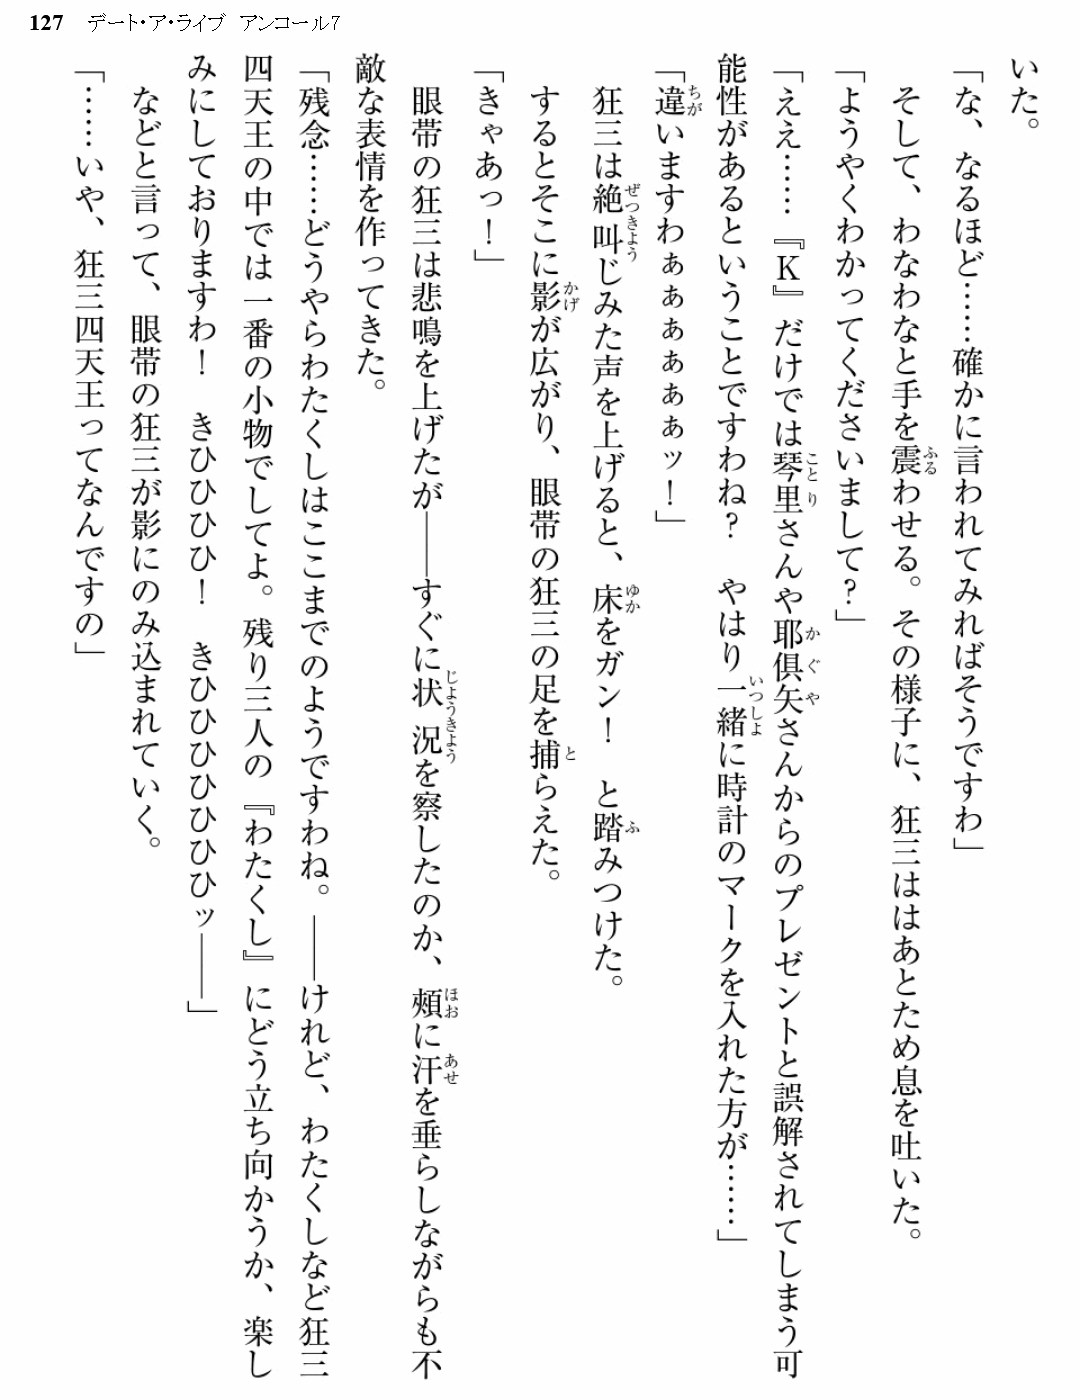 127 デート・ア・ライブ アンコール7
いた。
「な、なるほど……確かに言われてみればそうですわ」
そして、わなわなと手を震わせる。その様子に、狂三ははあとため息を吐いた。
「ようやくわかってくださいまして？」
「ええ……『K』だけでは琴里さんや耶倶矢さんからのプレゼントと誤解されてしまう可
能性があるということですわね？　やはり一緒に時計のマークを入れた方が……」
「違いますわぁぁぁぁぁぁッ！」
狂三は絶叫じみた声を上げると、床をガン！　と踏みつけた。
するとそこに影が広がり、眼帯の狂三の足を捕らえた。
「きゃあっ！」
眼帯の狂三は悲鳴を上げたが――すぐに状況を察したのか、頬に汗を垂らしながらも不
敵な表情を作ってきた。
「残念……どうやらわたくしはここまでのようですわね。――けれど、わたくしなど狂三
四天王の中では一番の小物でしてよ。残り三人の『わたくし』にどう立ち向かうか、楽し
みにしておりますわ！　きひひひひ！　きひひひひひひひひッ――」
などと言って、眼帯の狂三が影にのみ込まれていく。
「……いや、狂三四天王ってなんですの」